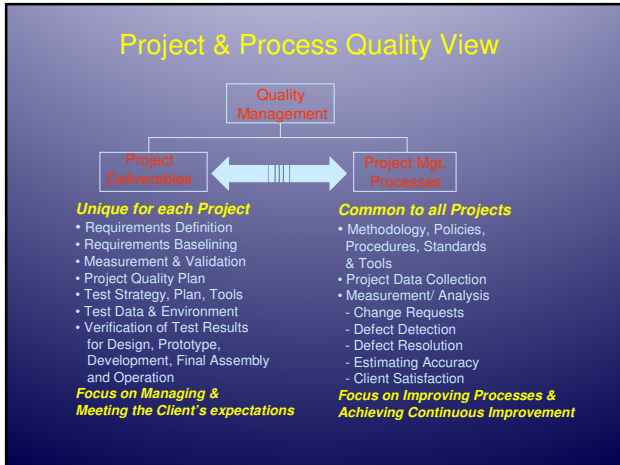 Project & Process Quality View
Quality
Management
Project
Deliverables
Project Mgt.
Processes
Unique for each Project
• Requirements Definition
• Requirements Baselining
• Measurement & Validation
• Project Quality Plan
• Test Strategy, Plan, Tools
• Test Data & Environment
• Verification of Test Results
for Design, Prototype,
Development, Final Assembly
and Operation
Focus on Managing &
Meeting the Client's expectations
Common to all Projects
• Methodology, Policies,
Procedures, Standards
& Tools
• Project Data Collection
• Measurement/ Analysis
- Change Requests
- Defect Detection
- Defect Resolution
- Estimating Accuracy
- Client Satisfaction
Focus on Improving Processes &
Achieving Continuous Improvement